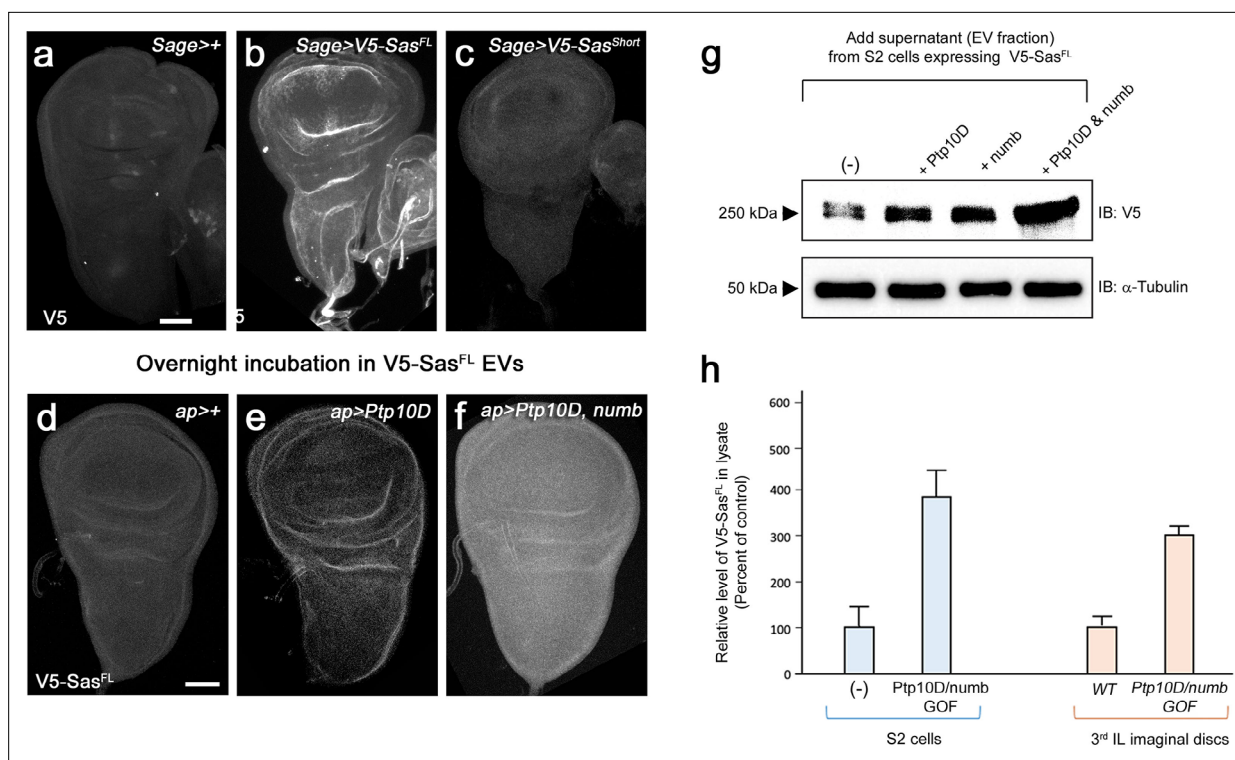 a
Sage>+
V5
b
Sage>V5-Sas^FL
5
c
Sage>V5-Sas^Short
Overnight incubation in V5-Sas^FL EVs
d
ap>+
V5-Sas^FL
e
ap>Ptp10D
f
ap>Ptp10D, numb
g
Add supernatant (EV fraction)
from S2 cells expressing V5-Sas^FL
(-)
+ Ptp10D
+ numb
+ Ptp10D & numb
250 kDa
IB: V5
50 kDa
IB: α-Tubulin
h
Relative level of V5-Sas^FL in lysate
(Percent of control)
600
500
400
300
200
100
0
(-)
Ptp10D/numb
GOF
WT
Ptp10D/numb
GOF
S2 cells
3^rd IL imaginal discs